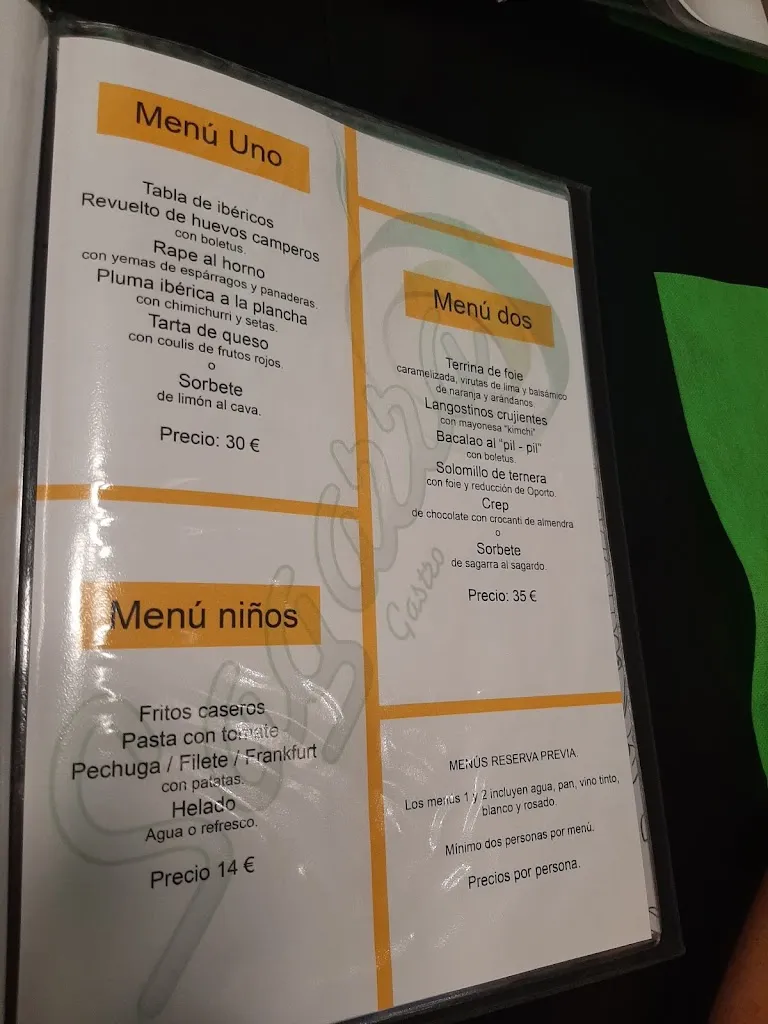 Menú Uno
Tabla de ibéricos
Revuelto de huevos camperos
con boletus.
Rape al horno
con yemas de espárragos y panaderas.
Pluma ibérica a la plancha
con chimichurri y setas.
Tarta de queso
con coulis de frutos rojos.
o
Sorbete
de limón al cava.
Precio: 30 €
Menú dos
Terrina de foie
caramelizada, virutas de lima y balsámico
de naranja y arándanos.
Langostinos crujientes
con mayonesa "kimchi"
Bacalao al "pil - pil"
con boletus.
Solomillo de ternera
con foie y reducción de Oporto.
Crep
de chocolate con crocanti de almendra
o
Sorbete
de sagarra al sagardo.
Precio: 35 €
Menú niños
Fritos caseros
Pasta con tomate
Pechuga / Filete / Frankfurt
con patatas.
Helado
Agua o refresco.
Precio 14 €
MENÚS RESERVA PREVIA.
Los menús 1 y 2 incluyen agua, pan, vino tinto,
blanco y rosado.
Mínimo dos personas por menú.
Precios por persona.
Gastro